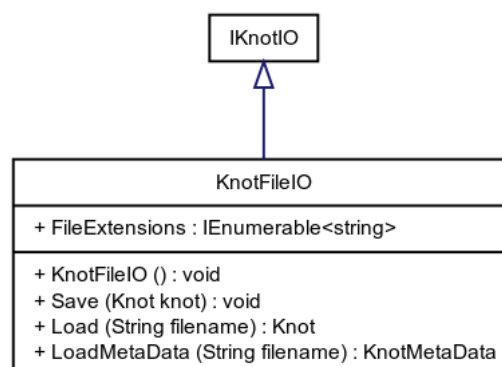 IKnotIO
KnotFileIO
+ FileExtensions : IEnumerable<string>
+ KnotFileIO () : void
+ Save (Knot knot) : void
+ Load (String filename) : Knot
+ LoadMetaData (String filename) : KnotMetaData